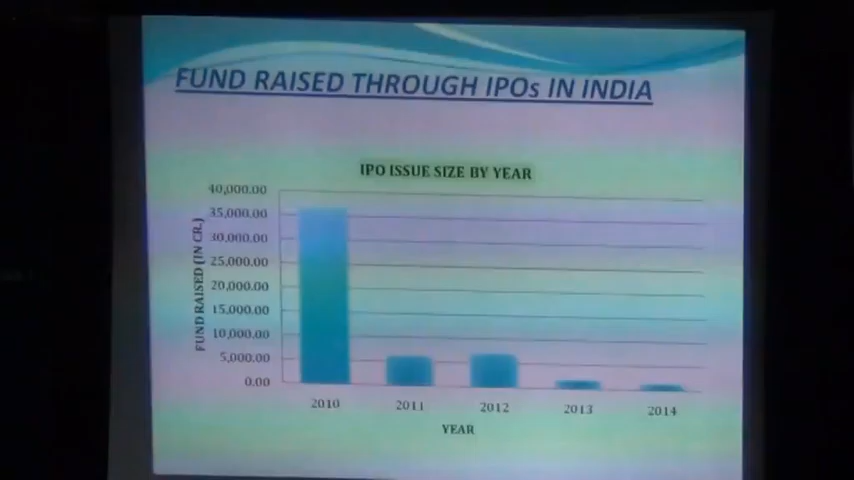 FUND RAISED THROUGH IPOs IN INDIA
IPO ISSUE SIZE BY YEAR
40,000.00
35,000.00
30,000.00
25,000.00
20,000.00
15,000.00
10,000.00
5,000.00
0.00
FUND RAISED (IN CR.)
2010 2011 2012 2013 2014
YEAR